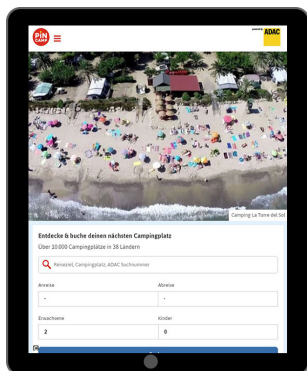 PiN
CAMP
ADAC
Camping La Torre del Sol
Entdecke & buche deinen nächsten Campingplatz
Über 10.000 Campingplätze in 38 Ländern
Reiseziel, Campingplatz, ADAC Suchnummer
Anreise
Abreise
-
-
Erwachsene
Kinder
2
0